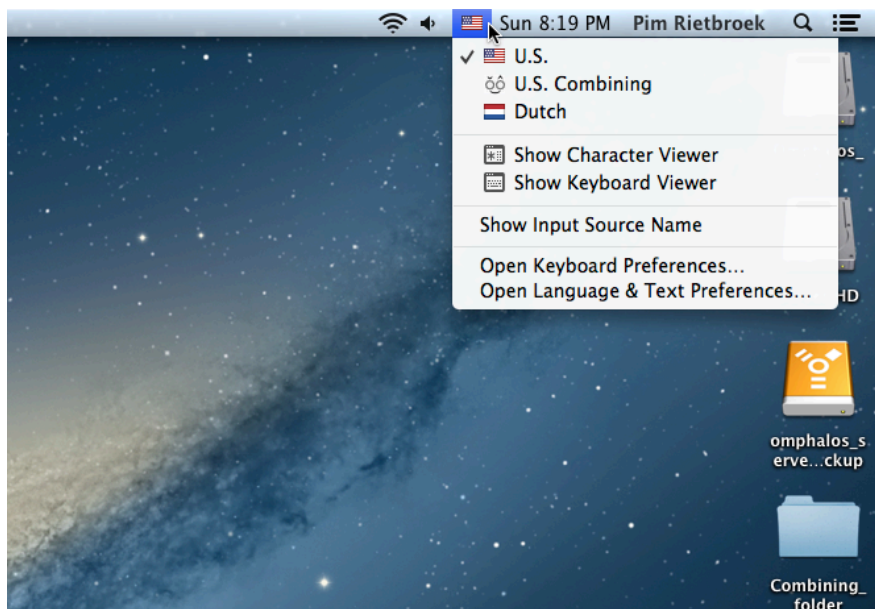 Sun 8:19 PM Pim Rietbroek
U.S.
U.S. Combining
Dutch
Show Character Viewer
Show Keyboard Viewer
Show Input Source Name
Open Keyboard Preferences...
Open Language & Text Preferences...
os_
HD
omphalos_s
erve...ckup
Combining_
folder